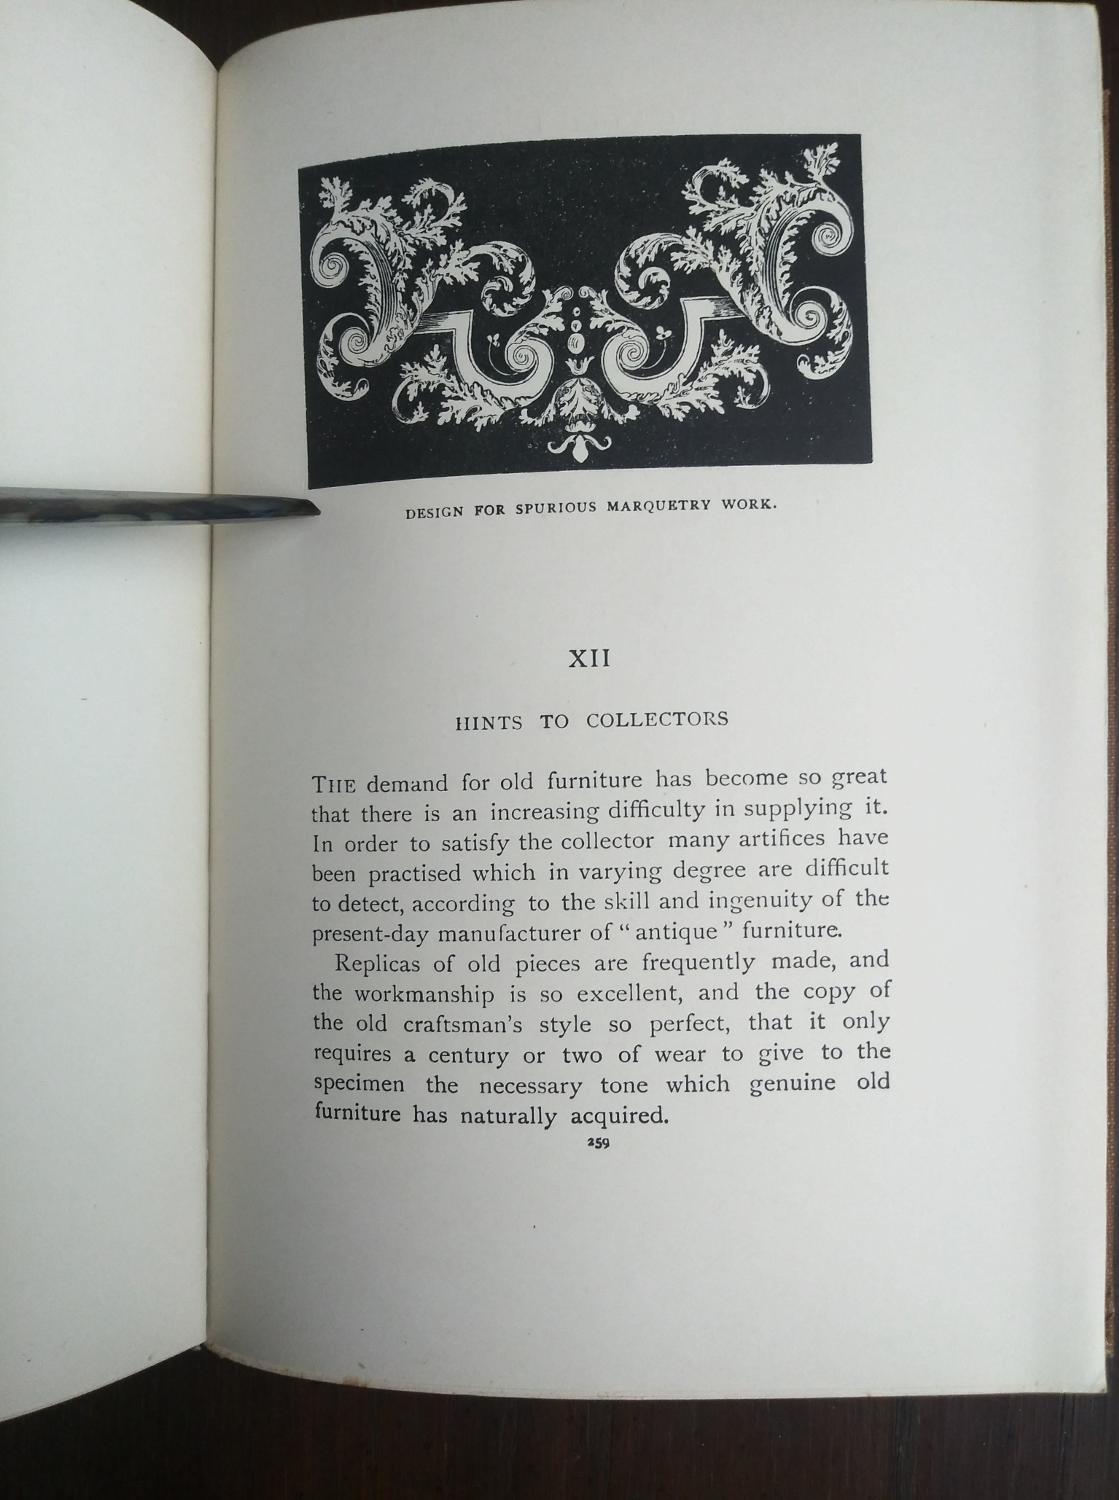 DESIGN FOR SPURIOUS MARQUETRY WORK.
XII
HINTS TO COLLECTORS
THE demand for old furniture has become so great
that there is an increasing difficulty in supplying it.
In order to satisfy the collector many artifices have
been practised which in varying degree are difficult
to detect, according to the skill and ingenuity of the
present-day manufacturer of “antique” furniture.
Replicas of old pieces are frequently made, and
the workmanship is so excellent, and the copy of
the old craftsman's style so perfect, that it only
requires a century or two of wear to give to the
specimen the necessary tone which genuine old
furniture has naturally acquired.
259